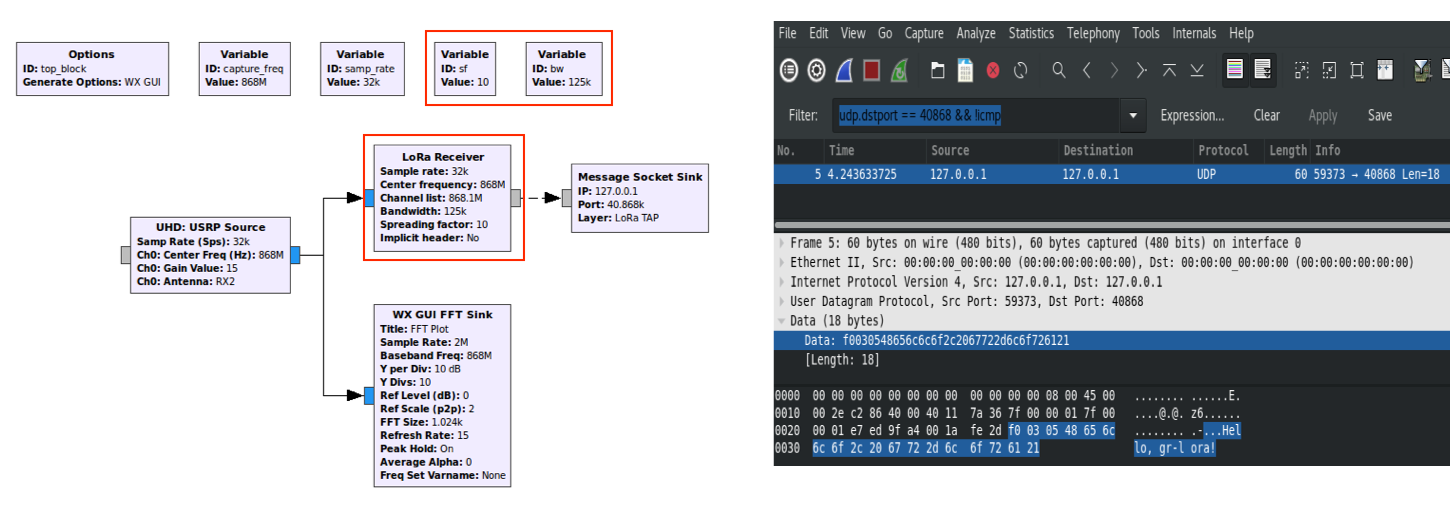 Options
ID: top_block
Generate Options: WX GUI
Variable
ID: capture_freq
Value: 868M
Variable
ID: samp_rate
Value: 32k
Variable
ID: sf
Value: 10
Variable
ID: bw
Value: 125k
LoRa Receiver
Sample rate: 32k
Center frequency: 868M
Channel list: 868.1M
Bandwidth: 125k
Spreading factor: 10
Implicit header: No
Message Socket Sink
IP: 127.0.0.1
Port: 40.868k
Layer: LoRa TAP
UHD: USRP Source
Samp Rate (Sps): 32k
Ch0: Center Freq (Hz): 868M
Ch0: Gain Value: 15
Ch0: Antenna: RX2
WX GUI FFT Sink
Title: FFT Plot
Sample Rate: 2M
Baseband Freq: 868M
Y per Div: 10 dB
Y Divs: 10
Ref Level (dB): 0
Ref Scale (p2p): 2
FFT Size: 1.024k
Refresh Rate: 15
Peak Hold: On
Average Alpha: 0
Freq Set Varname: None
File Edit View Go Capture Analyze Statistics Telephony Tools Internals Help
Filter: udp.dstport == 40868 && !icmp Expression... Clear Apply Save
No. Time Source Destination Protocol Length Info
5 4.243633725 127.0.0.1 127.0.0.1 UDP 60 59373 → 40868 Len=18
Frame 5: 60 bytes on wire (480 bits), 60 bytes captured (480 bits) on interface 0
Ethernet II, Src: 00:00:00_00:00:00 (00:00:00:00:00:00), Dst: 00:00:00_00:00:00 (00:00:00:00:00:00)
Internet Protocol Version 4, Src: 127.0.0.1, Dst: 127.0.0.1
User Datagram Protocol, Src Port: 59373, Dst Port: 40868
Data (18 bytes)
Data: f0030548656c6c6f2c2067722d6c6f726121
[Length: 18]
0000 00 00 00 00 00 00 00 00 00 00 00 00 08 00 45 00 ........ ......E.
0010 00 2e c2 86 40 00 40 11 7a 36 7f 00 00 01 7f 00 ....@.@. z6......
0020 00 01 e7 ed 9f a4 00 1a fe 2d f0 03 05 48 65 6c ........ .-...Hel
0030 6c 6f 2c 20 67 72 2d 6c 6f 72 61 21 lo, gr-l ora!